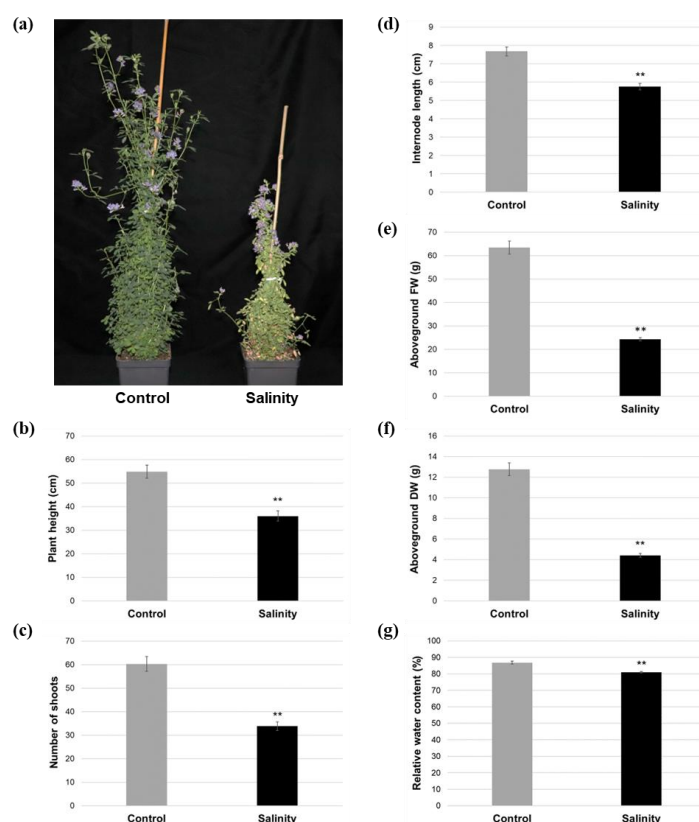 (a)
Control
Salinity
(b)
Plant height (cm)
70
60
50
40
30
20
10
0
**
Control
Salinity
(c)
Number of shoots
70
60
50
40
30
20
10
0
**
Control
Salinity
(d)
Internode length (cm)
9
8
7
6
5
4
3
2
1
0
**
Control
Salinity
(e)
Aboveground FW (g)
70
60
50
40
30
20
10
0
**
Control
Salinity
(f)
Aboveground DW (g)
16
14
12
10
8
6
4
2
0
**
Control
Salinity
(g)
Relative water content (%)
100
90
80
70
60
50
40
30
20
10
0
**
Control
Salinity